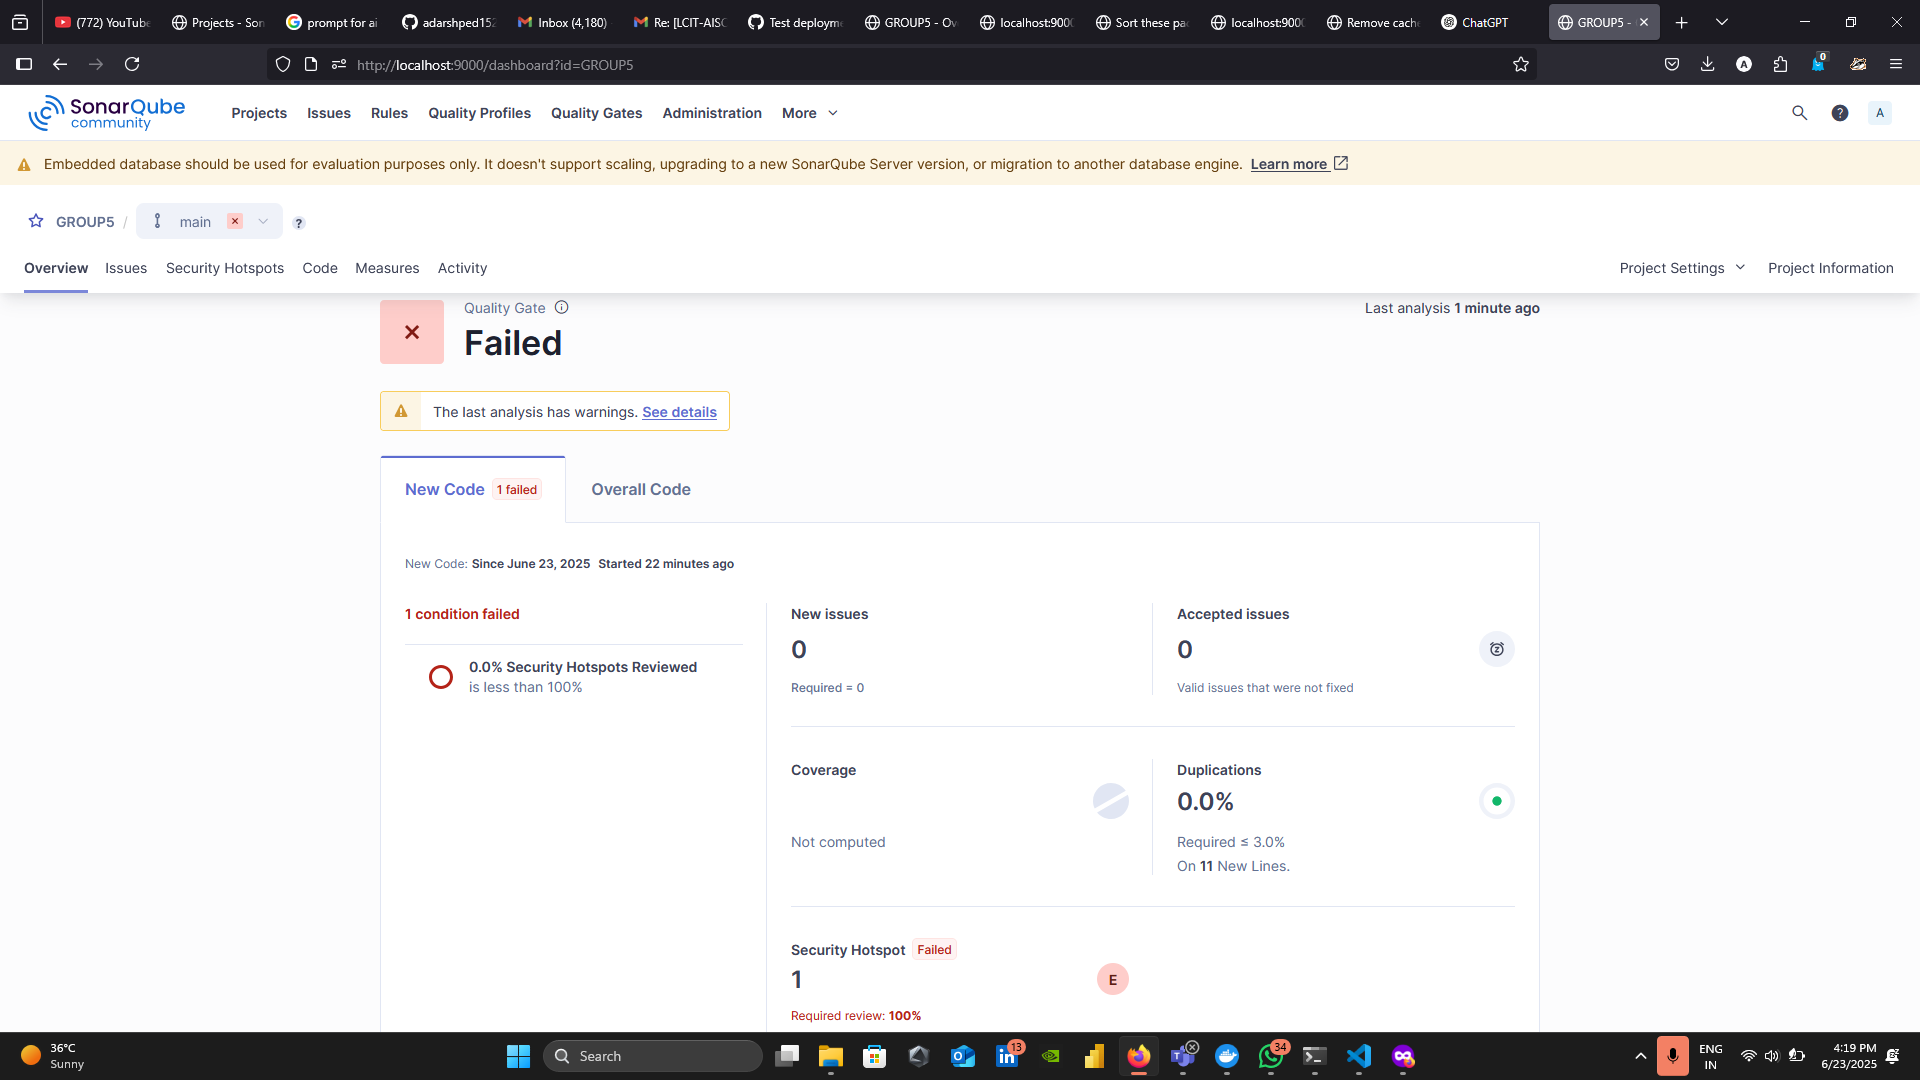 (772) YouTube
Projects - Son
prompt for ai
adarshped152
Inbox (4,180)
Re: [LCIT-AISC
Test deployme
GROUP5 - Ov
localhost:9000
Sort these pac
localhost:9000
Remove cache
ChatGPT
GROUP5 -
http://localhost:9000/dashboard?id=GROUP5
0
SonarQube
community
Projects
Issues
Rules
Quality Profiles
Quality Gates
Administration
More
?
A
Embedded database should be used for evaluation purposes only. It doesn't support scaling, upgrading to a new SonarQube Server version, or migration to another database engine. Learn more
GROUP5 / main
?
Overview
Issues
Security Hotspots
Code
Measures
Activity
Project Settings
Project Information
Quality Gate
Failed
Last analysis 1 minute ago
The last analysis has warnings. See details
New Code 1 failed
Overall Code
New Code: Since June 23, 2025 Started 22 minutes ago
1 condition failed
0.0% Security Hotspots Reviewed
is less than 100%
New issues
0
Required = 0
Accepted issues
0
Valid issues that were not fixed
Coverage
Not computed
Duplications
0.0%
Required ≤ 3.0%
On 11 New Lines.
Security Hotspot Failed
1
E
Required review: 100%
36°C
Sunny
Search
13
34
ENG
IN
4:19 PM
6/23/2025